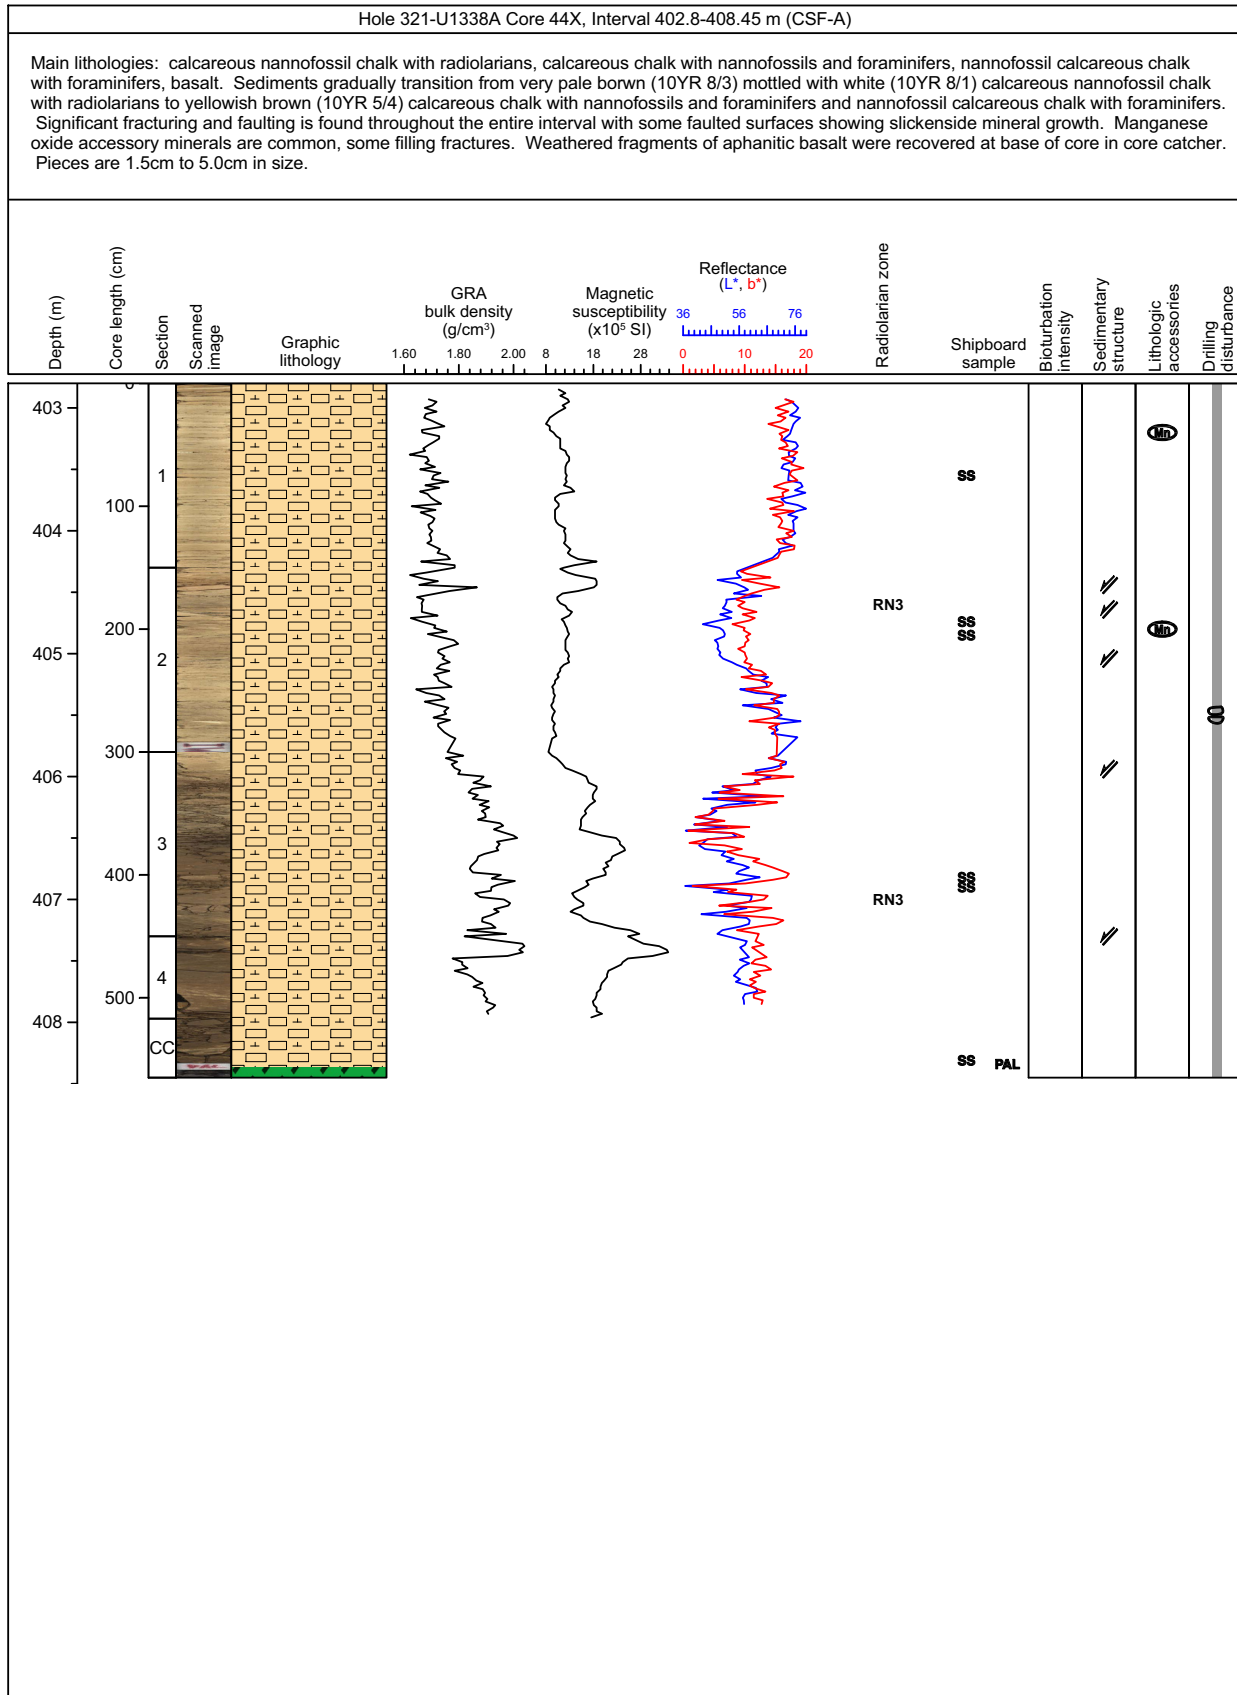 Hole 321-U1338A Core 44X, Interval 402.8-408.45 m (CSF-A)
Main lithologies: calcareous nannofossil chalk with radiolarians, calcareous chalk with nannofossils and foraminifers, nannofossil calcareous chalk
with foraminifers, basalt. Sediments gradually transition from very pale borwn (10YR 8/3) mottled with white (10YR 8/1) calcareous nannofossil chalk
with radiolarians to yellowish brown (10YR 5/4) calcareous chalk with nannofossils and foraminifers and nannofossil calcareous chalk with foraminifers.
Significant fracturing and faulting is found throughout the entire interval with some faulted surfaces showing slickenside mineral growth. Manganese
oxide accessory minerals are common, some filling fractures. Weathered fragments of aphanitic basalt were recovered at base of core in core catcher.
Pieces are 1.5cm to 5.0cm in size.
Depth (m)
Core length (cm)
Section
Scanned
image
Graphic
lithology
GRA
bulk density
(g/cm³)
1.60 1.80 2.00
Magnetic
susceptibility
(x10⁵ SI)
8 18 28
Reflectance
(L*, b*)
36 56 76
0 10 20
Radiolarian zone
Shipboard
sample
Bioturbation
intensity
Sedimentary
structure
Lithologic
accessories
Drilling
disturbance
0
403
Mn
1
SS
100
404
RN3
SS
200
SS
Mn
405
2
300
406
3
400
SS
SS
407
RN3
4
500
408
CC
SS
PAL